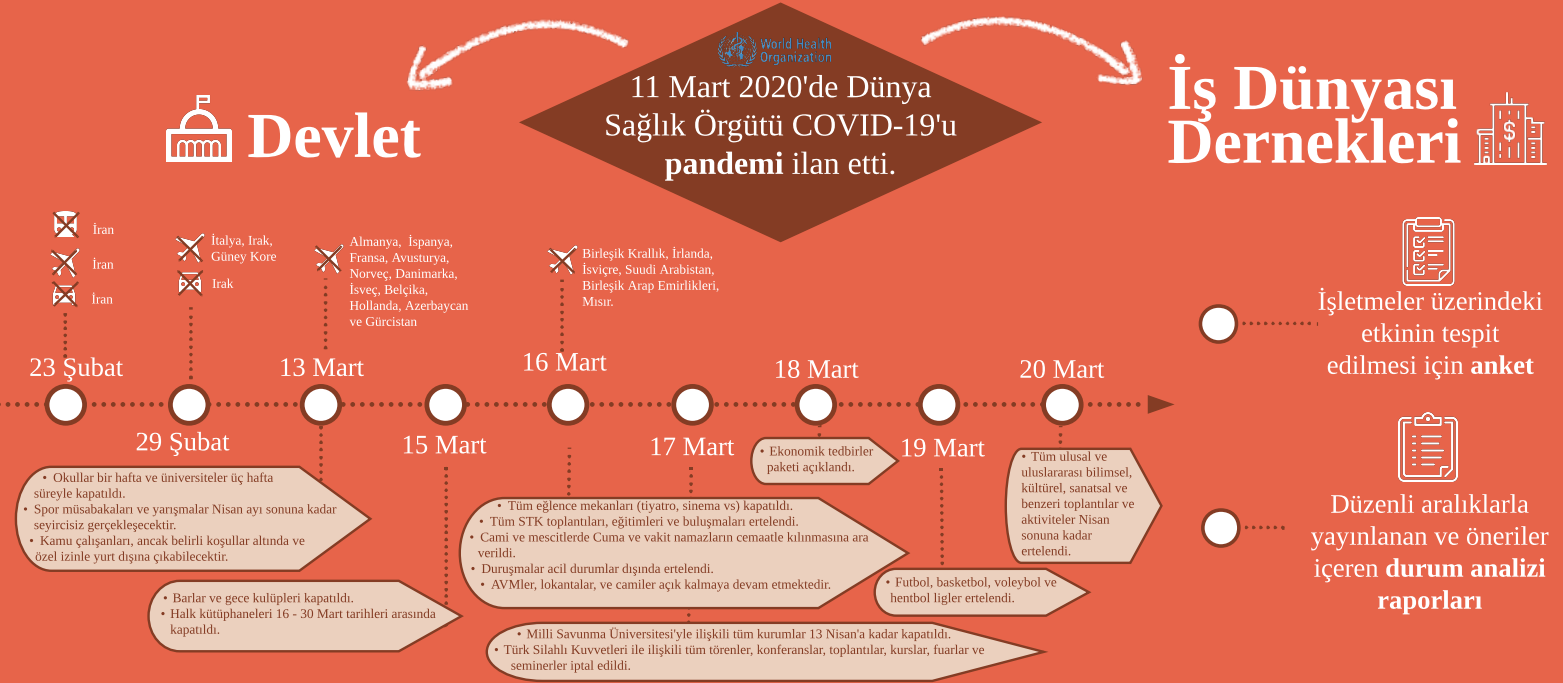 World Health
Organization
11 Mart 2020'de Dünya
Sağlık Örgütü COVID-19'u
pandemi ilan etti.
Devlet
İş Dünyası
Dernekleri
$
İran
İran
İran
İtalya, Irak,
Güney Kore
Irak
Almanya, İspanya,
Fransa, Avusturya,
Norveç, Danimarka,
İsveç, Belçika,
Hollanda, Azerbaycan
ve Gürcistan
Birleşik Krallık, İrlanda,
İsviçre, Suudi Arabistan,
Birleşik Arap Emirlikleri,
Mısır.
23 Şubat
29 Şubat
13 Mart
15 Mart
16 Mart
17 Mart
18 Mart
19 Mart
20 Mart
• Okullar bir hafta ve üniversiteler üç hafta
süreyle kapatıldı.
• Spor müsabakaları ve yarışmalar Nisan ayı sonuna kadar
seyircisiz gerçekleşecektir.
• Kamu çalışanları, ancak belirli koşullar altında ve
özel izinle yurt dışına çıkabilecektir.
• Barlar ve gece kulüpleri kapatıldı.
• Halk kütüphaneleri 16 - 30 Mart tarihleri arasında
kapatıldı.
• Tüm eğlence mekanları (tiyatro, sinema vs) kapatıldı.
• Tüm STK toplantıları, eğitimleri ve buluşmaları ertelendi.
• Cami ve mescitlerde Cuma ve vakit namazların cemaatle kılınmasına ara
verildi.
• Duruşmalar acil durumlar dışında ertelendi.
• AVMler, lokantalar, ve camiler açık kalmaya devam etmektedir.
• Milli Savunma Üniversitesi'yle ilişkili tüm kurumlar 13 Nisan'a kadar kapatıldı.
• Türk Silahlı Kuvvetleri ile ilişkili tüm törenler, konferanslar, toplantılar, kurslar, fuarlar ve
seminerler iptal edildi.
• Ekonomik tedbirler
paketi açıklandı.
• Futbol, basketbol, voleybol ve
hentbol ligler ertelendi.
• Tüm ulusal ve
uluslararası bilimsel,
kültürel, sanatsal ve
benzeri toplantılar ve
aktiviteler Nisan
sonuna kadar
ertelendi.
İşletmeler üzerindeki
etkinin tespit
edilmesi için anket
Düzenli aralıklarla
yayınlanan ve öneriler
içeren durum analizi
raporları